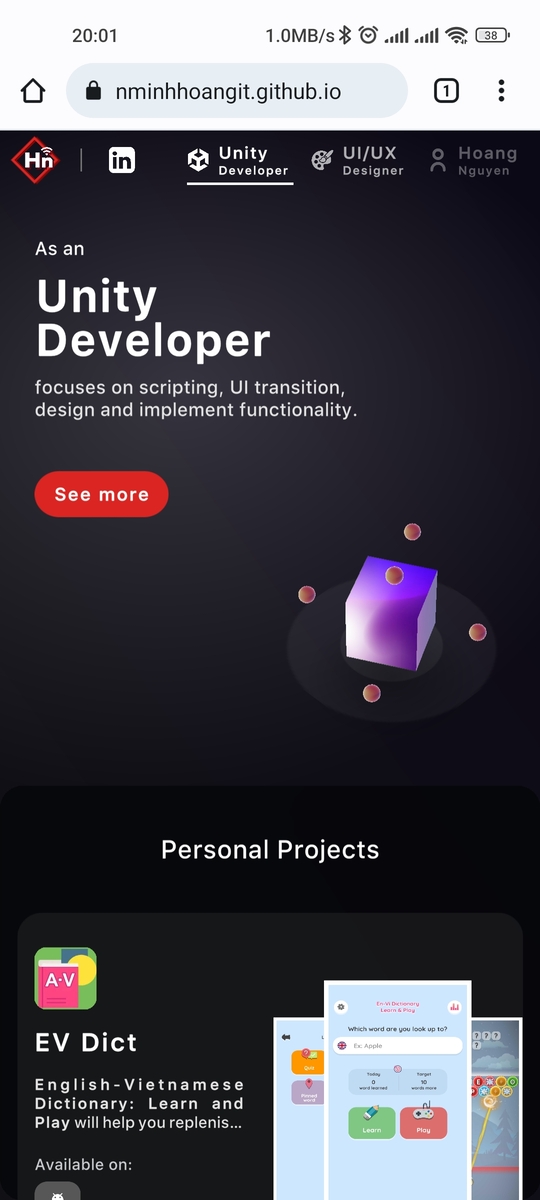 20:01
1.0MB/s
38
nminhhoangit.github.io
1
Hn
in
Unity
Developer
UI/UX
Designer
Hoang
Nguyen
As an
Unity
Developer
focuses on scripting, UI transition,
design and implement functionality.
See more
Personal Projects
A-V
EV Dict
English-Vietnamese
Dictionary: Learn and
Play will help you replenis...
Available on:
En-Vi Dictionary
Learn & Play
Which word are you look up to?
Ex: Apple
Today
0
word learned
Target
10
words more
Learn
Play
Quiz
Pinned
word
? ? ?
?